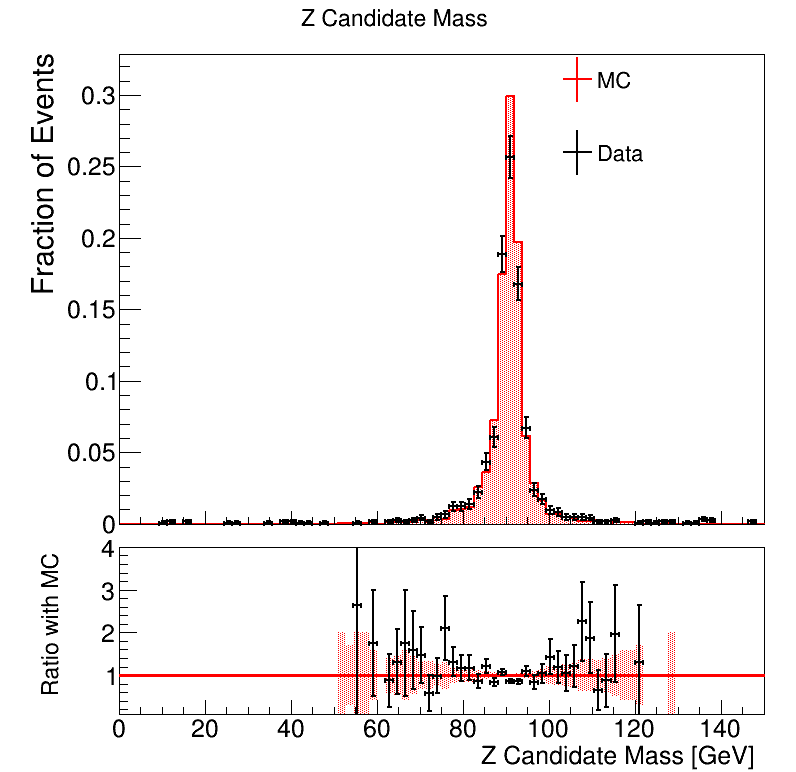 Z Candidate Mass
Fraction of Events
0.3
0.25
0.2
0.15
0.1
0.05
0
MC
Data
Ratio with MC
4
3
2
1
0 20 40 60 80 100 120 140
Z Candidate Mass [GeV]